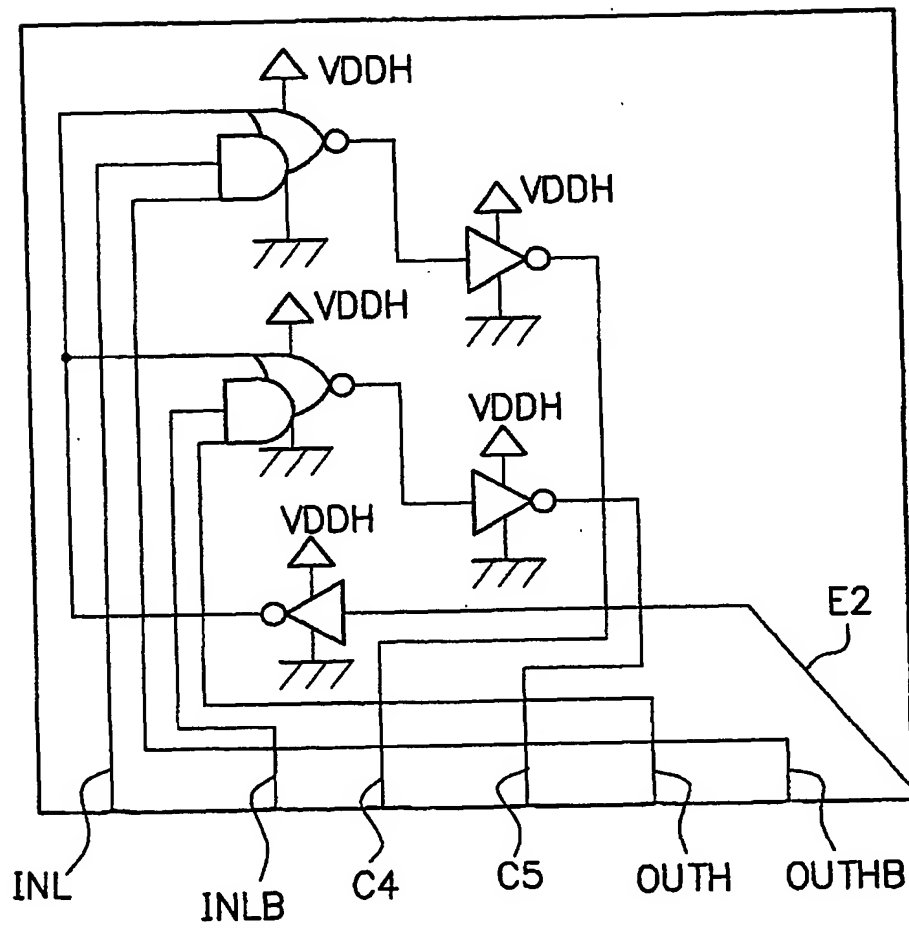 VDDH
VDDH
VDDH
VDDH
VDDH
E2
INL
INLB
C4
C5
OUTH
OUTHB